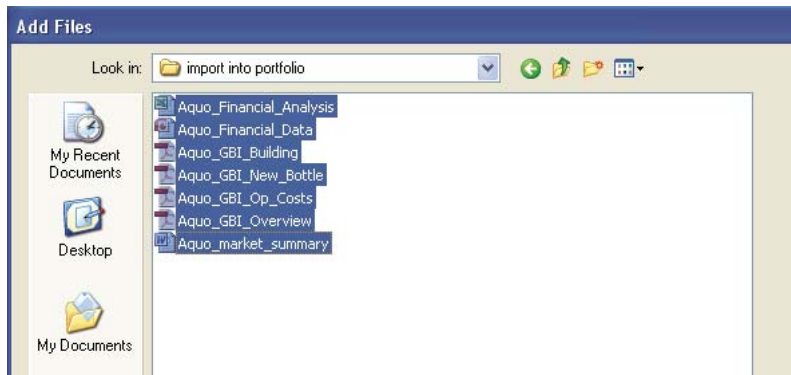 Add Files
Look in: import into portfolio
Aquo_Financial_Analysis
Aquo_Financial_Data
Aquo_GBI_Building
Aquo_GBI_New_Bottle
Aquo_GBI_Op_Costs
Aquo_GBI_Overview
Aquo_market_summary
My Recent
Documents
Desktop
My Documents